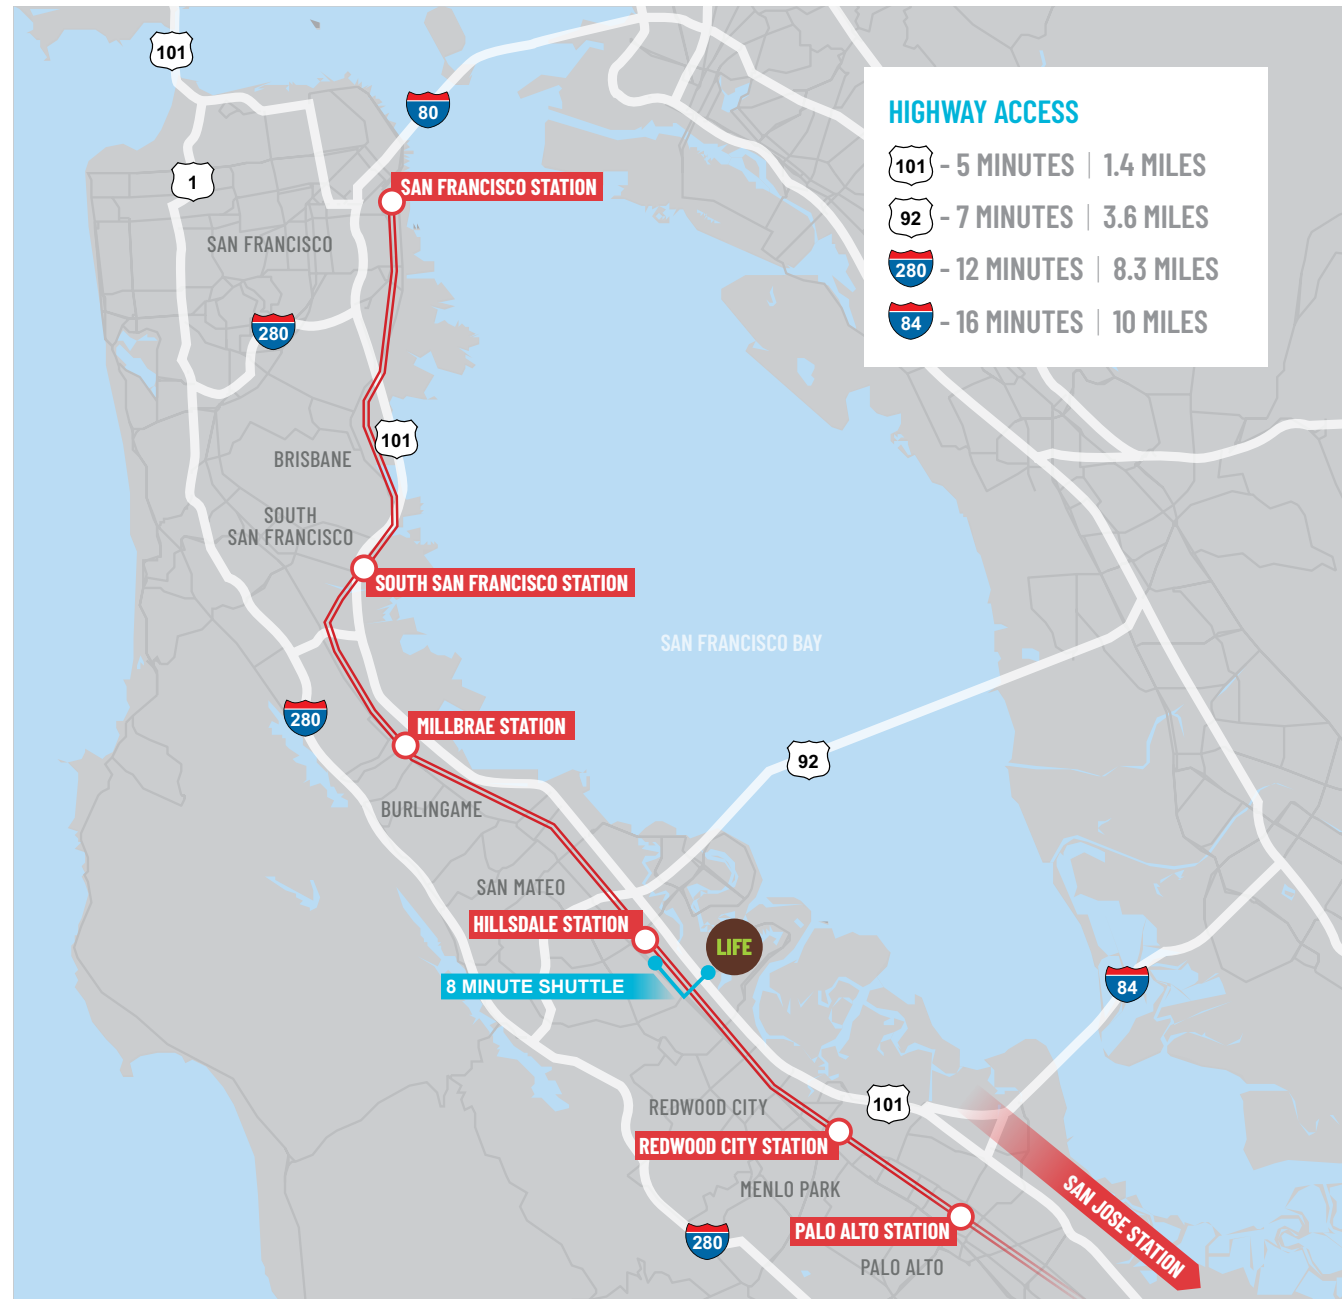 101
80
1
SAN FRANCISCO STATION
SAN FRANCISCO
280
101
BRISBANE
SOUTH
SAN FRANCISCO
SOUTH SAN FRANCISCO STATION
SAN FRANCISCO BAY
280
MILLBRAE STATION
92
BURLINGAME
SAN MATEO
HILLSDALE STATION
LIFE
8 MINUTE SHUTTLE
84
101
REDWOOD CITY
REDWOOD CITY STATION
MENLO PARK
SAN JOSE STATION
PALO ALTO STATION
280
PALO ALTO
HIGHWAY ACCESS
101 - 5 MINUTES | 1.4 MILES
92 - 7 MINUTES | 3.6 MILES
280 - 12 MINUTES | 8.3 MILES
84 - 16 MINUTES | 10 MILES